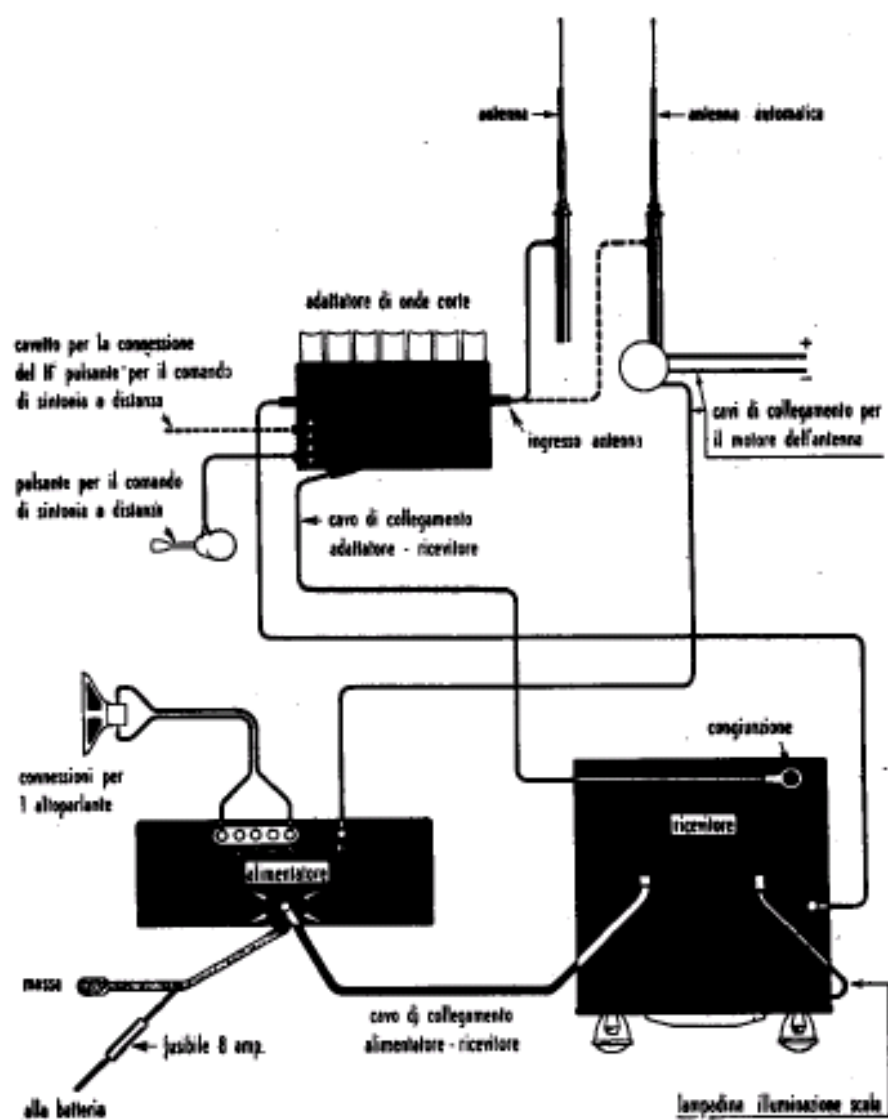 antenna
antenna automatica
adattatore di onde corte
cavetto per la connessione
del II° pulsante per il comando
di sintonia a distanza
+
−
cavi di collegamento per
il motore dell'antenna
ingresso antenna
pulsante per il comando
di sintonia a distanza
cavo di collegamento
adattatore - ricevitore
congiunzione
connessioni per
1 altoparlante
ricevitore
alimentatore
massa
cavo di collegamento
alimentatore - ricevitore
fusibile 8 amp.
alla batteria
lampadina illuminazione scala